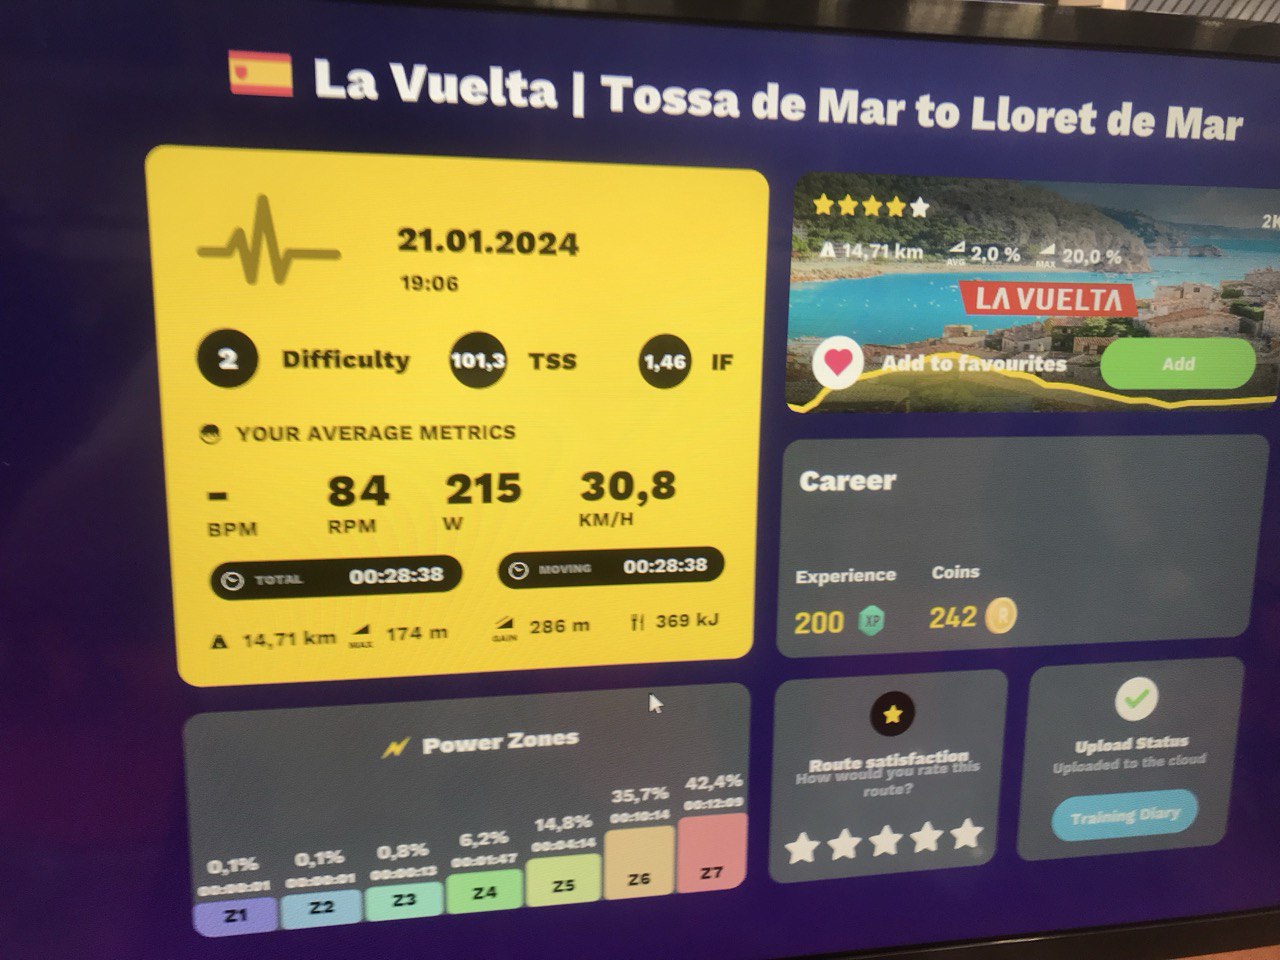 La Vuelta | Tossa de Mar to Lloret de Mar
21.01.2024
19:06
2 Difficulty 101,3 TSS 1,46 IF
YOUR AVERAGE METRICS
- 84 215 30,8
BPM RPM W KM/H
TOTAL 00:28:38 MOVING 00:28:38
14,71 km MAX 174 m GAIN 286 m 369 kJ
Power Zones
0,1% 0,1% 0,8% 6,2% 14,8% 35,7% 42,4%
00:00:01 00:00:01 00:00:13 00:01:47 00:04:14 00:10:14 00:12:09
Z1 Z2 Z3 Z4 Z5 Z6 Z7
14,71 km AVG 2,0 % MAX 20,0 %
LA VUELTA
Add to favourites Add
Career
Experience Coins
200 XP 242 R
Route satisfaction
How would you rate this
route?
Upload Status
Uploaded to the cloud
Training Diary